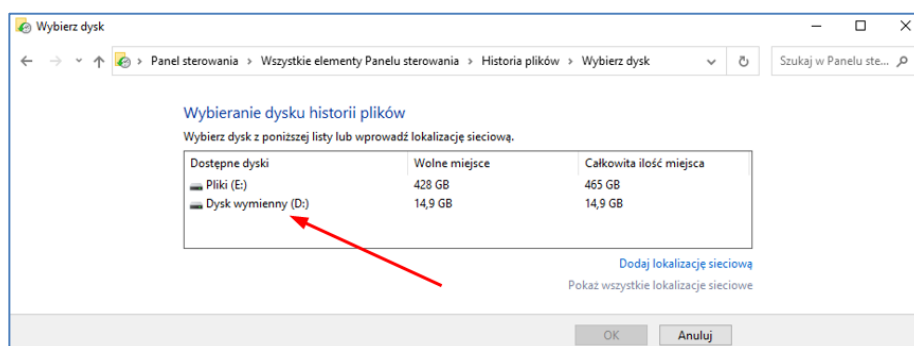 Wybierz dysk
Panel sterowania > Wszystkie elementy Panelu sterowania > Historia plików > Wybierz dysk
Szukaj w Panelu ste...
Wybieranie dysku historii plików
Wybierz dysk z poniższej listy lub wprowadź lokalizację sieciową.
Dostępne dyski Wolne miejsce Całkowita ilość miejsca
Pliki (E:) 428 GB 465 GB
Dysk wymienny (D:) 14,9 GB 14,9 GB
Dodaj lokalizację sieciową
Pokaż wszystkie lokalizacje sieciowe
OK Anuluj